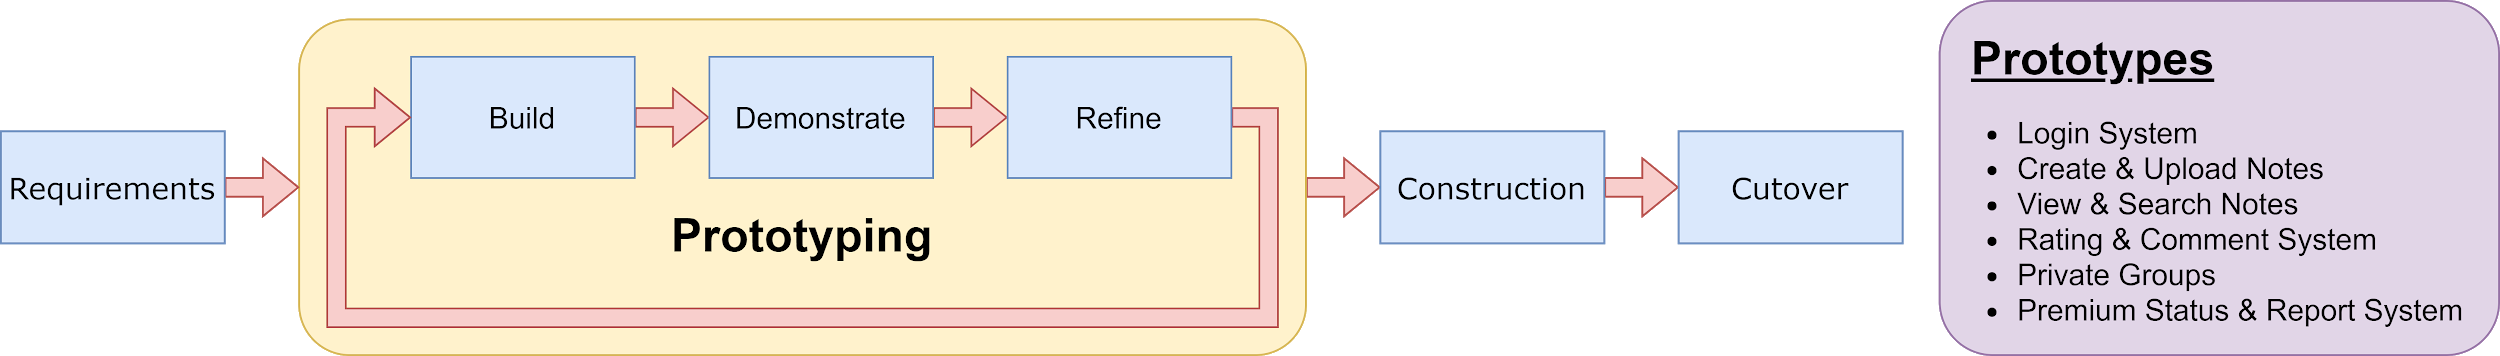 Requirements
Build
Demonstrate
Refine
Prototyping
Construction
Cutover
Prototypes
Login System
Create & Upload Notes
View & Search Notes
Rating & Comment System
Private Groups
Premium Status & Report System